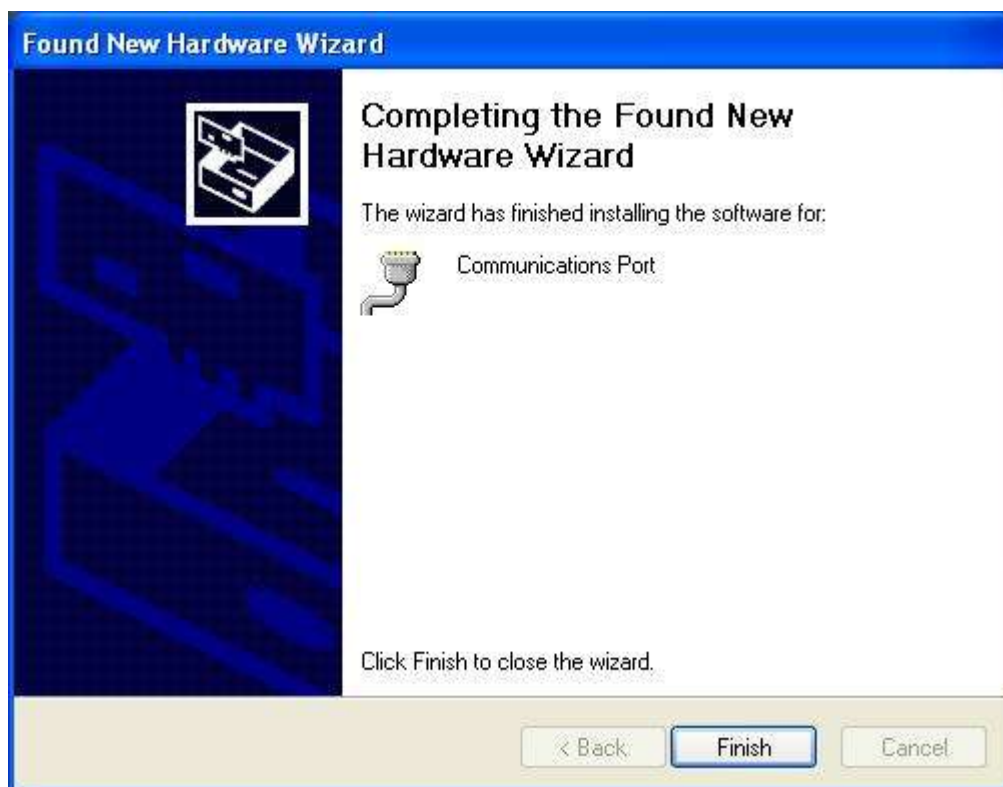 Found New Hardware Wizard
Completing the Found New
Hardware Wizard
The wizard has finished installing the software for:
Communications Port
Click Finish to close the wizard.
< Back
Finish
Cancel